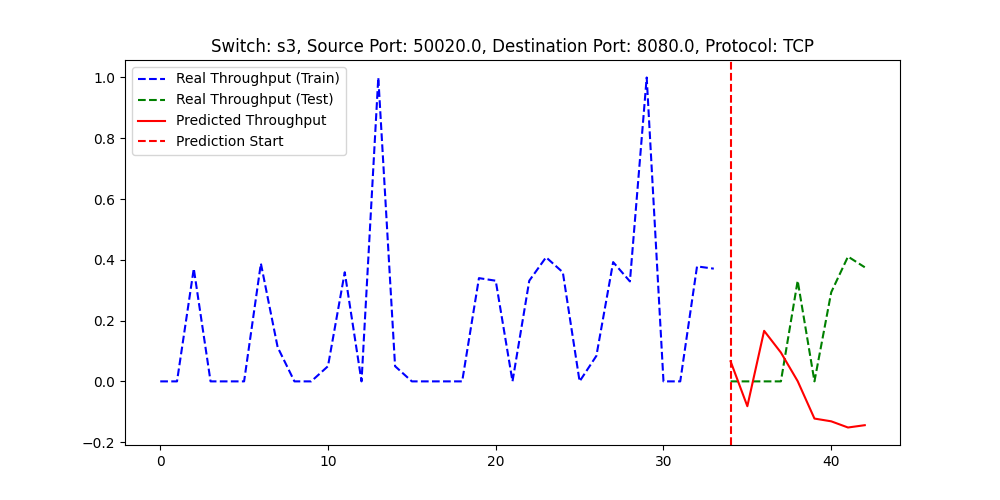 Switch: s3, Source Port: 50020.0, Destination Port: 8080.0, Protocol: TCP
Real Throughput (Train)
Real Throughput (Test)
Predicted Throughput
Prediction Start
1.0
0.8
0.6
0.4
0.2
0.0
−0.2
0 10 20 30 40